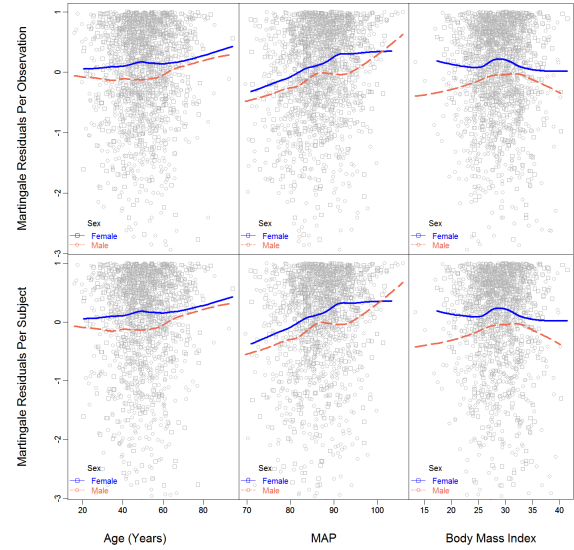 Martingale Residuals Per Observation
1
0
-1
-2
-3
Sex
Female
Male
Sex
Female
Male
Sex
Female
Male
Martingale Residuals Per Subject
1
0
-1
-2
-3
Sex
Female
Male
Sex
Female
Male
Sex
Female
Male
20 40 60 80
70 80 90 100
15 20 25 30 35 40
Age (Years) MAP Body Mass Index